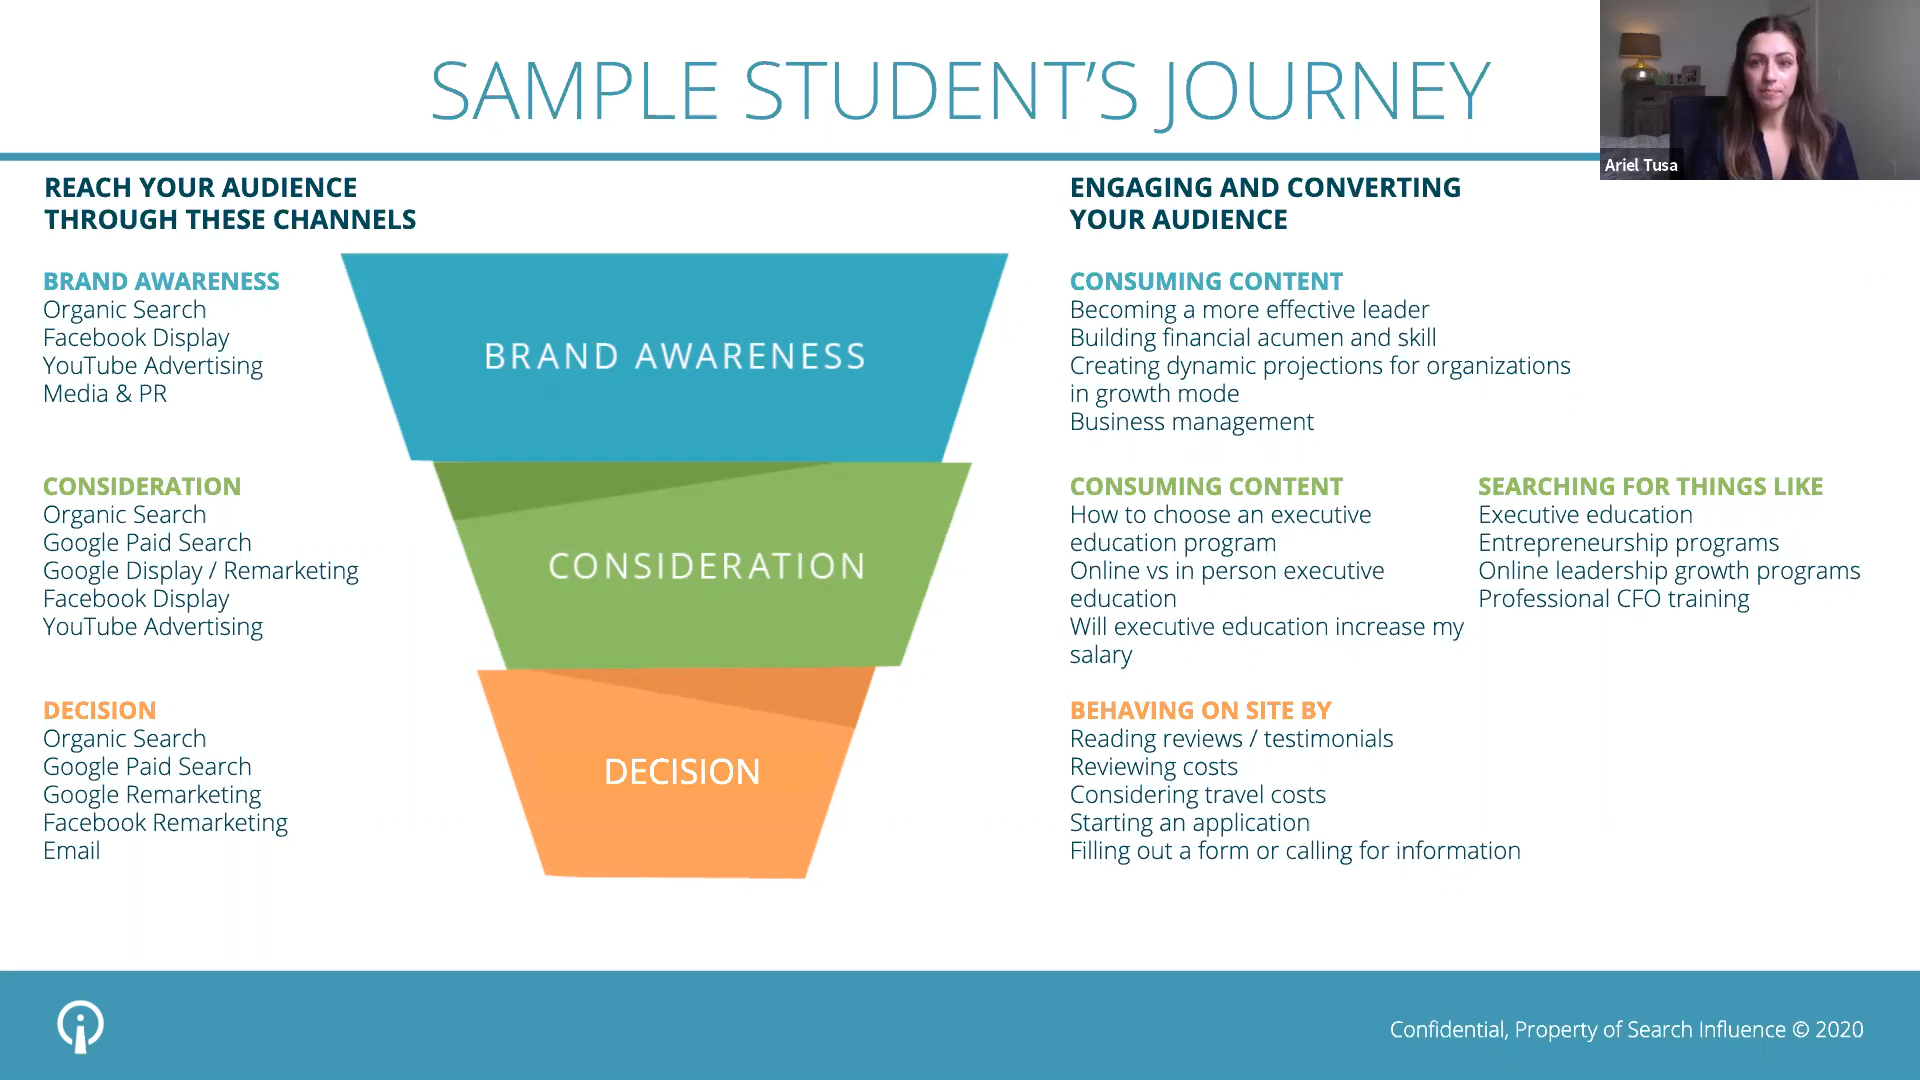 SAMPLE STUDENT'S JOURNEY
Ariel Tusa
REACH YOUR AUDIENCE
THROUGH THESE CHANNELS
BRAND AWARENESS
Organic Search
Facebook Display
YouTube Advertising
Media & PR
CONSIDERATION
Organic Search
Google Paid Search
Google Display / Remarketing
Facebook Display
YouTube Advertising
DECISION
Organic Search
Google Paid Search
Google Remarketing
Facebook Remarketing
Email
BRAND AWARENESS
CONSIDERATION
DECISION
ENGAGING AND CONVERTING
YOUR AUDIENCE
CONSUMING CONTENT
Becoming a more effective leader
Building financial acumen and skill
Creating dynamic projections for organizations
in growth mode
Business management
CONSUMING CONTENT
How to choose an executive
education program
Online vs in person executive
education
Will executive education increase my
salary
SEARCHING FOR THINGS LIKE
Executive education
Entrepreneurship programs
Online leadership growth programs
Professional CFO training
BEHAVING ON SITE BY
Reading reviews / testimonials
Reviewing costs
Considering travel costs
Starting an application
Filling out a form or calling for information
Confidential, Property of Search Influence © 2020